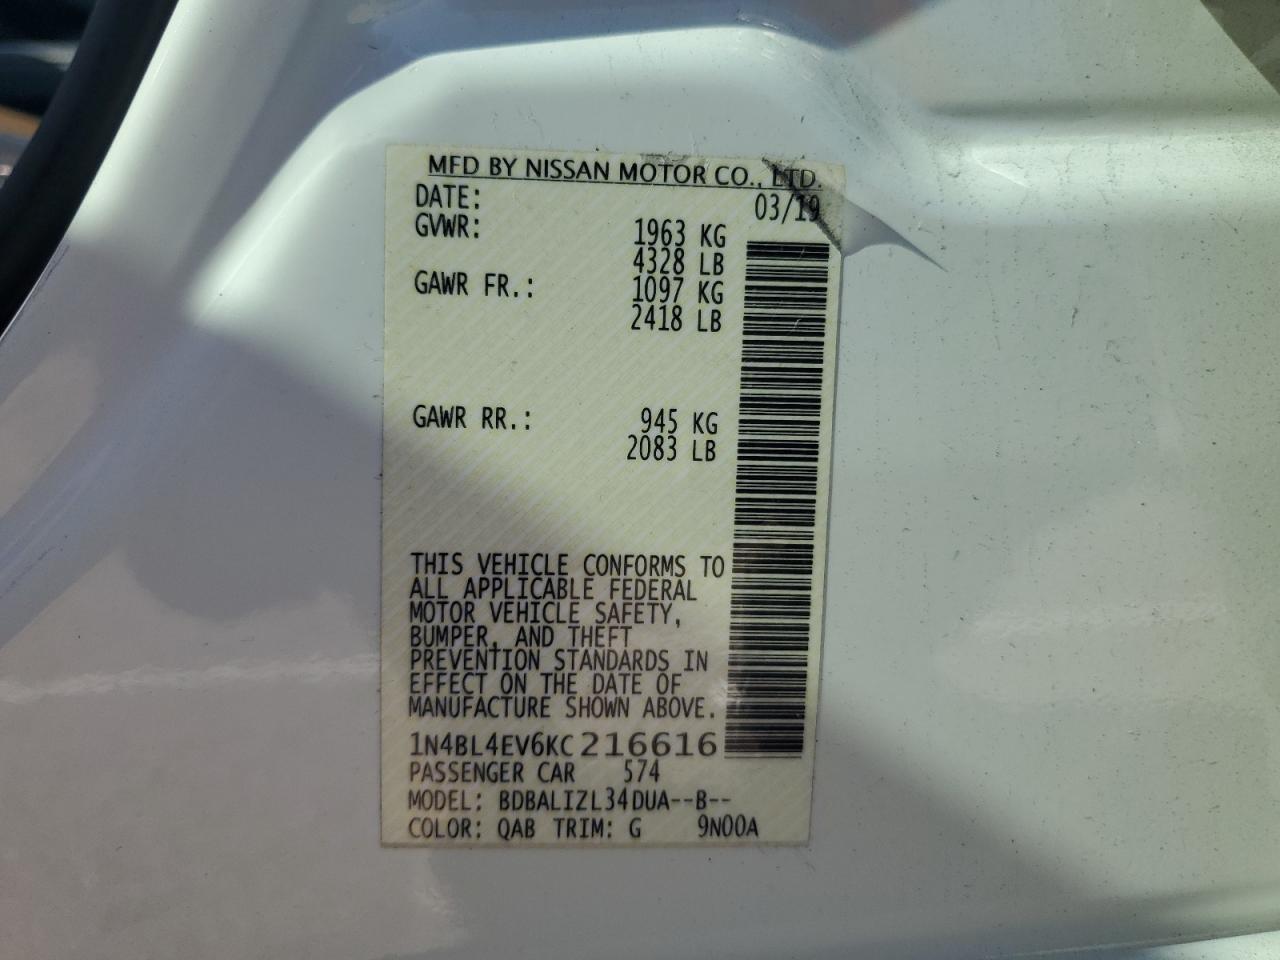 MFD BY NISSAN MOTOR CO., LTD.
DATE: 03/19
GVWR: 1963 KG
4328 LB
GAWR FR.: 1097 KG
2418 LB
GAWR RR.: 945 KG
2083 LB
THIS VEHICLE CONFORMS TO
ALL APPLICABLE FEDERAL
MOTOR VEHICLE SAFETY,
BUMPER, AND THEFT
PREVENTION STANDARDS IN
EFFECT ON THE DATE OF
MANUFACTURE SHOWN ABOVE.
1N4BL4EV6KC216616
PASSENGER CAR 574
MODEL: BDBALIZL34DUA--B--
COLOR: QAB TRIM: G 9N00A